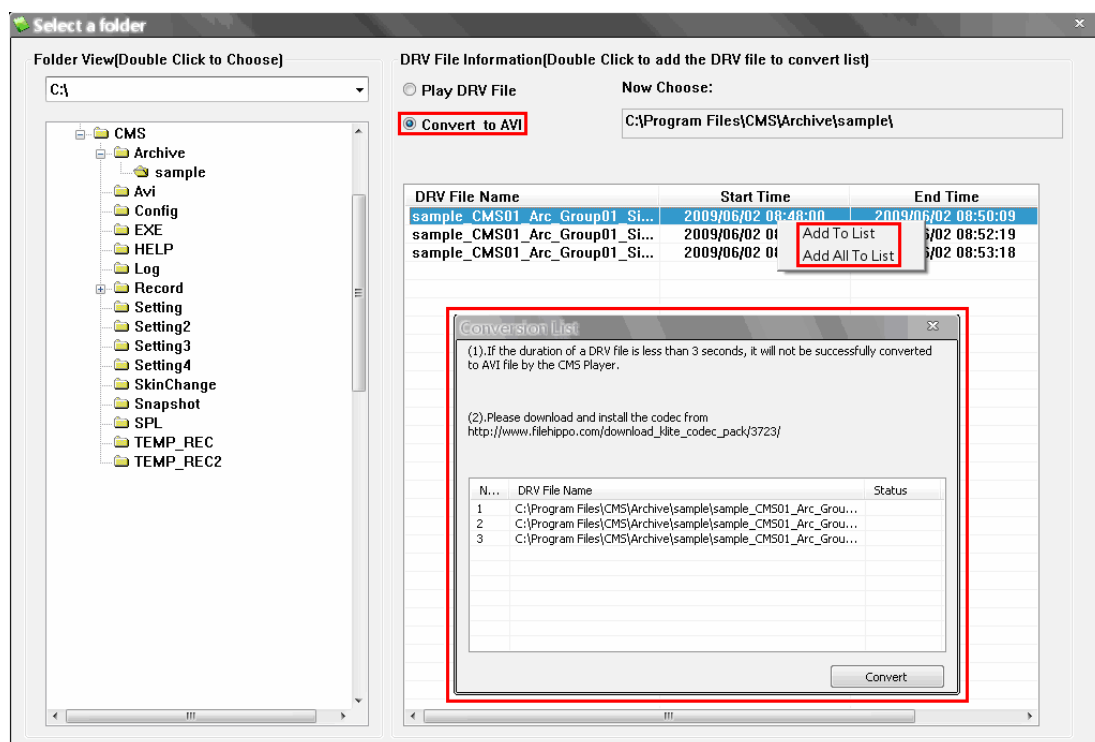 Select a folder
Folder View(Double Click to Choose)
C:\
CMS
Archive
sample
Avi
Config
EXE
HELP
Log
Record
Setting
Setting2
Setting3
Setting4
SkinChange
Snapshot
SPL
TEMP_REC
TEMP_REC2
DRV File Information(Double Click to add the DRV file to convert list)
Play DRV File
Now Choose:
Convert to AVI
C:\Program Files\CMS\Archive\sample\
DRV File Name Start Time End Time
sample_CMS01_Arc_Group01_Si... 2009/06/02 08:48:00 2009/06/02 08:50:09
sample_CMS01_Arc_Group01_Si... 2009/06/02 08 /02 08:52:19
sample_CMS01_Arc_Group01_Si... 2009/06/02 08 /02 08:53:18
Add To List
Add All To List
Conversion List
(1).If the duration of a DRV file is less than 3 seconds, it will not be successfully converted
to AVI file by the CMS Player.
(2).Please download and install the codec from
http://www.filehippo.com/download_klite_codec_pack/3723/
N... DRV File Name Status
1 C:\Program Files\CMS\Archive\sample\sample_CMS01_Arc_Grou...
2 C:\Program Files\CMS\Archive\sample\sample_CMS01_Arc_Grou...
3 C:\Program Files\CMS\Archive\sample\sample_CMS01_Arc_Grou...
Convert